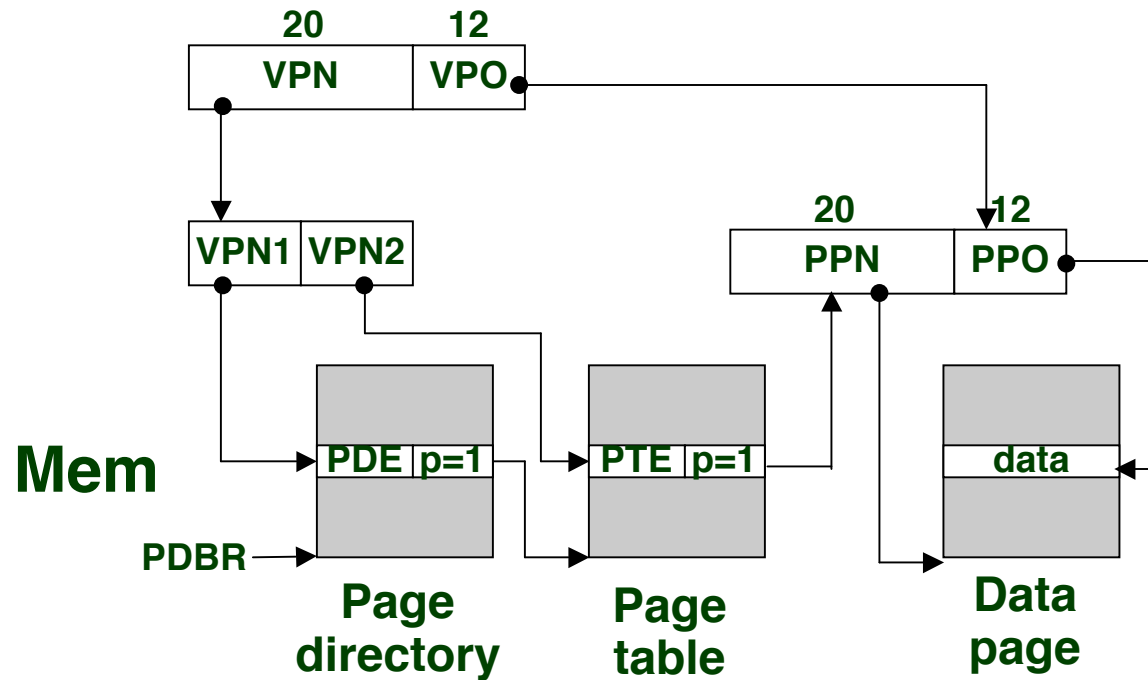 20 12
VPN VPO
20 12
VPN1 VPN2 PPN PPO
Mem
PDE p=1 PTE p=1 data
PDBR
Page directory
Page table
Data page